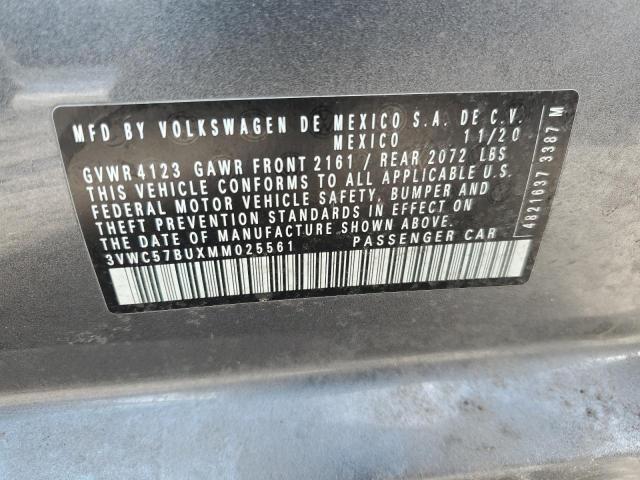 MFD BY VOLKSWAGEN DE MEXICO S.A. DE C.V.
MEXICO 11/20
GVWR 4123 GAWR FRONT 2161 / REAR 2072 LBS
THIS VEHICLE CONFORMS TO ALL APPLICABLE U.S.
FEDERAL MOTOR VEHICLE SAFETY, BUMPER AND
THEFT PREVENTION STANDARDS IN EFFECT ON
THE DATE OF MANUFACTURE SHOWN ABOVE.
3VWC57BUXMM025561 PASSENGER CAR
4821637 3387 M